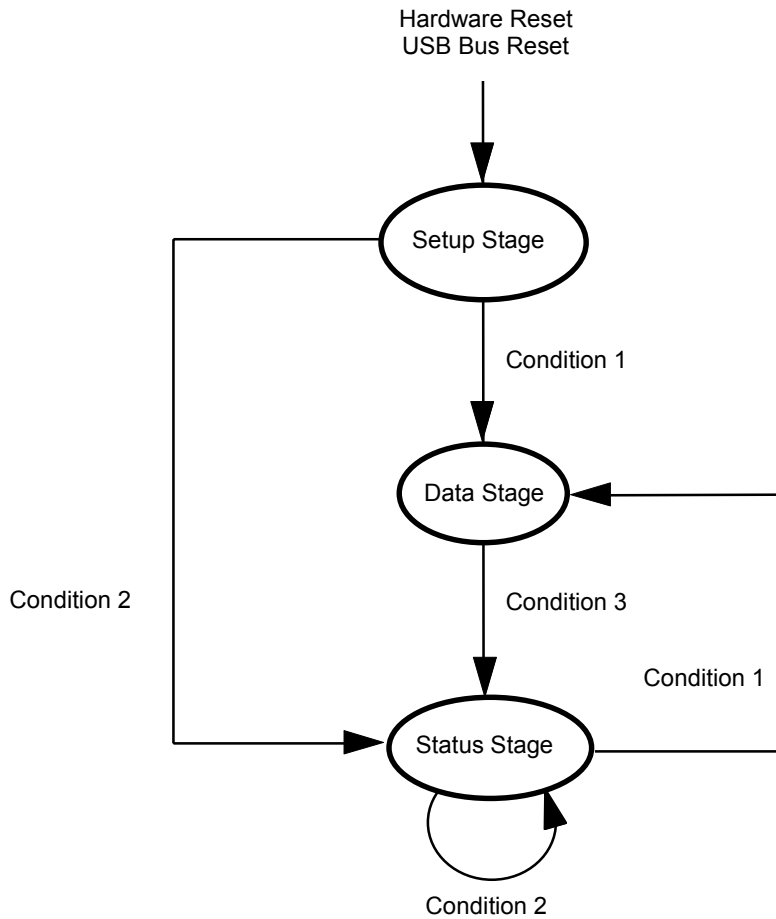 Hardware Reset
USB Bus Reset
Setup Stage
Condition 1
Data Stage
Condition 2
Condition 3
Condition 1
Status Stage
Condition 2